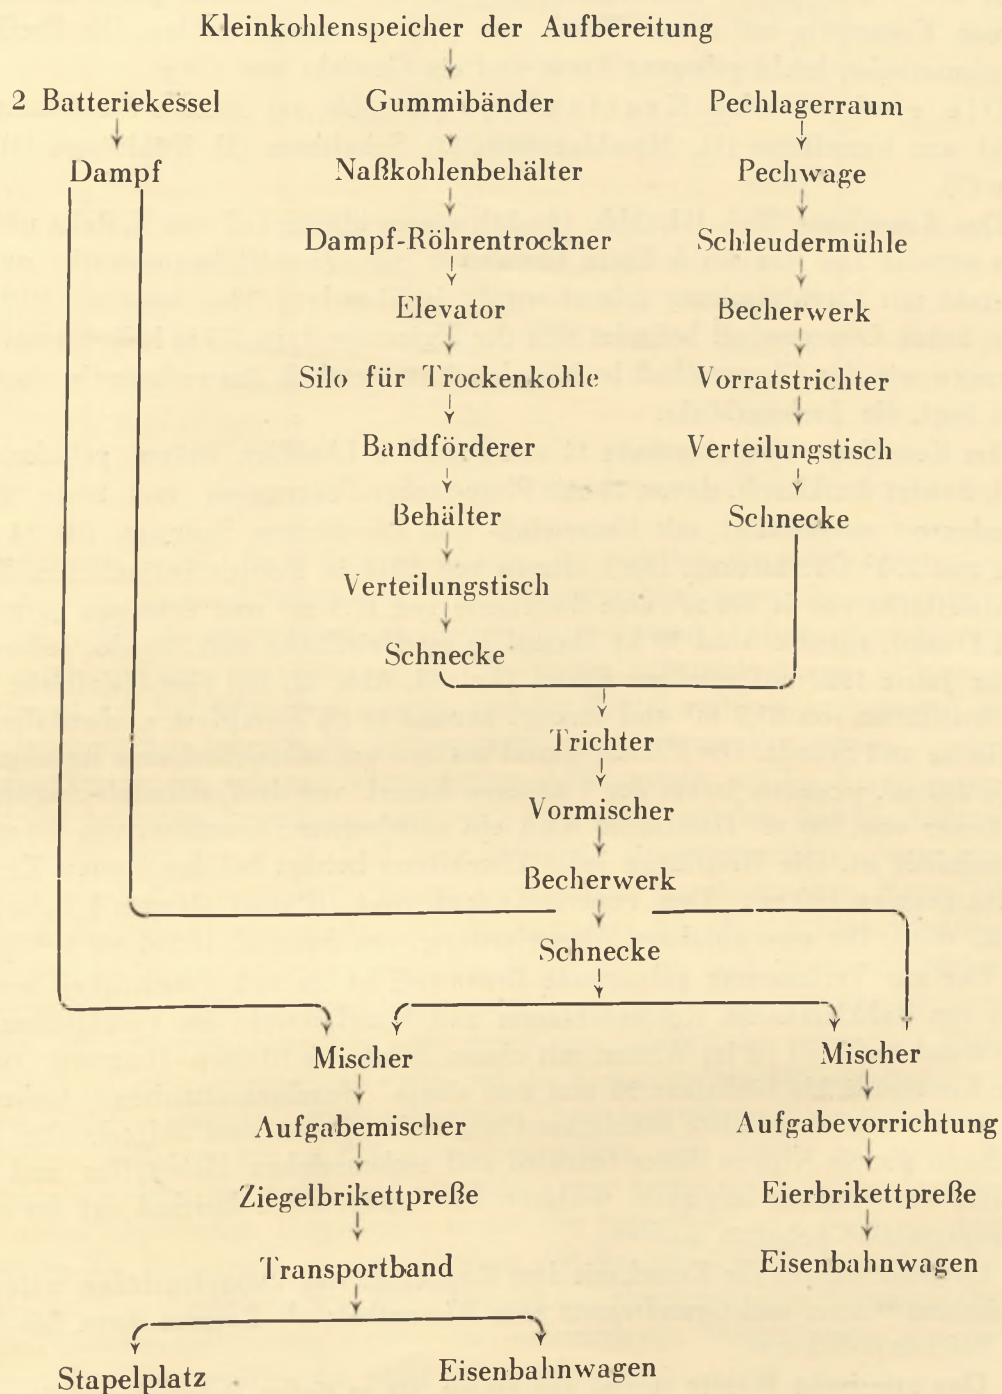 Kleinkohlenspeicher der Aufbereitung
2 Batteriekessel
Gummibänder
Pechlagerraum
Dampf
Naßkohlenbehälter
Pechwage
Dampf-Röhrentrockner
Schleudermühle
Elevator
Becherwerk
Silo für Trockenkohle
Vorratstrichter
Bandförderer
Verteilungstisch
Behälter
Schnecke
Verteilungstisch
Schnecke
Trichter
Vormischer
Becherwerk
Schnecke
Mischer
Mischer
Aufgabemischer
Aufgabevorrichtung
Ziegelbrikettpreße
Eierbrikettpreße
Transportband
Eisenbahnwagen
Stapelplatz
Eisenbahnwagen